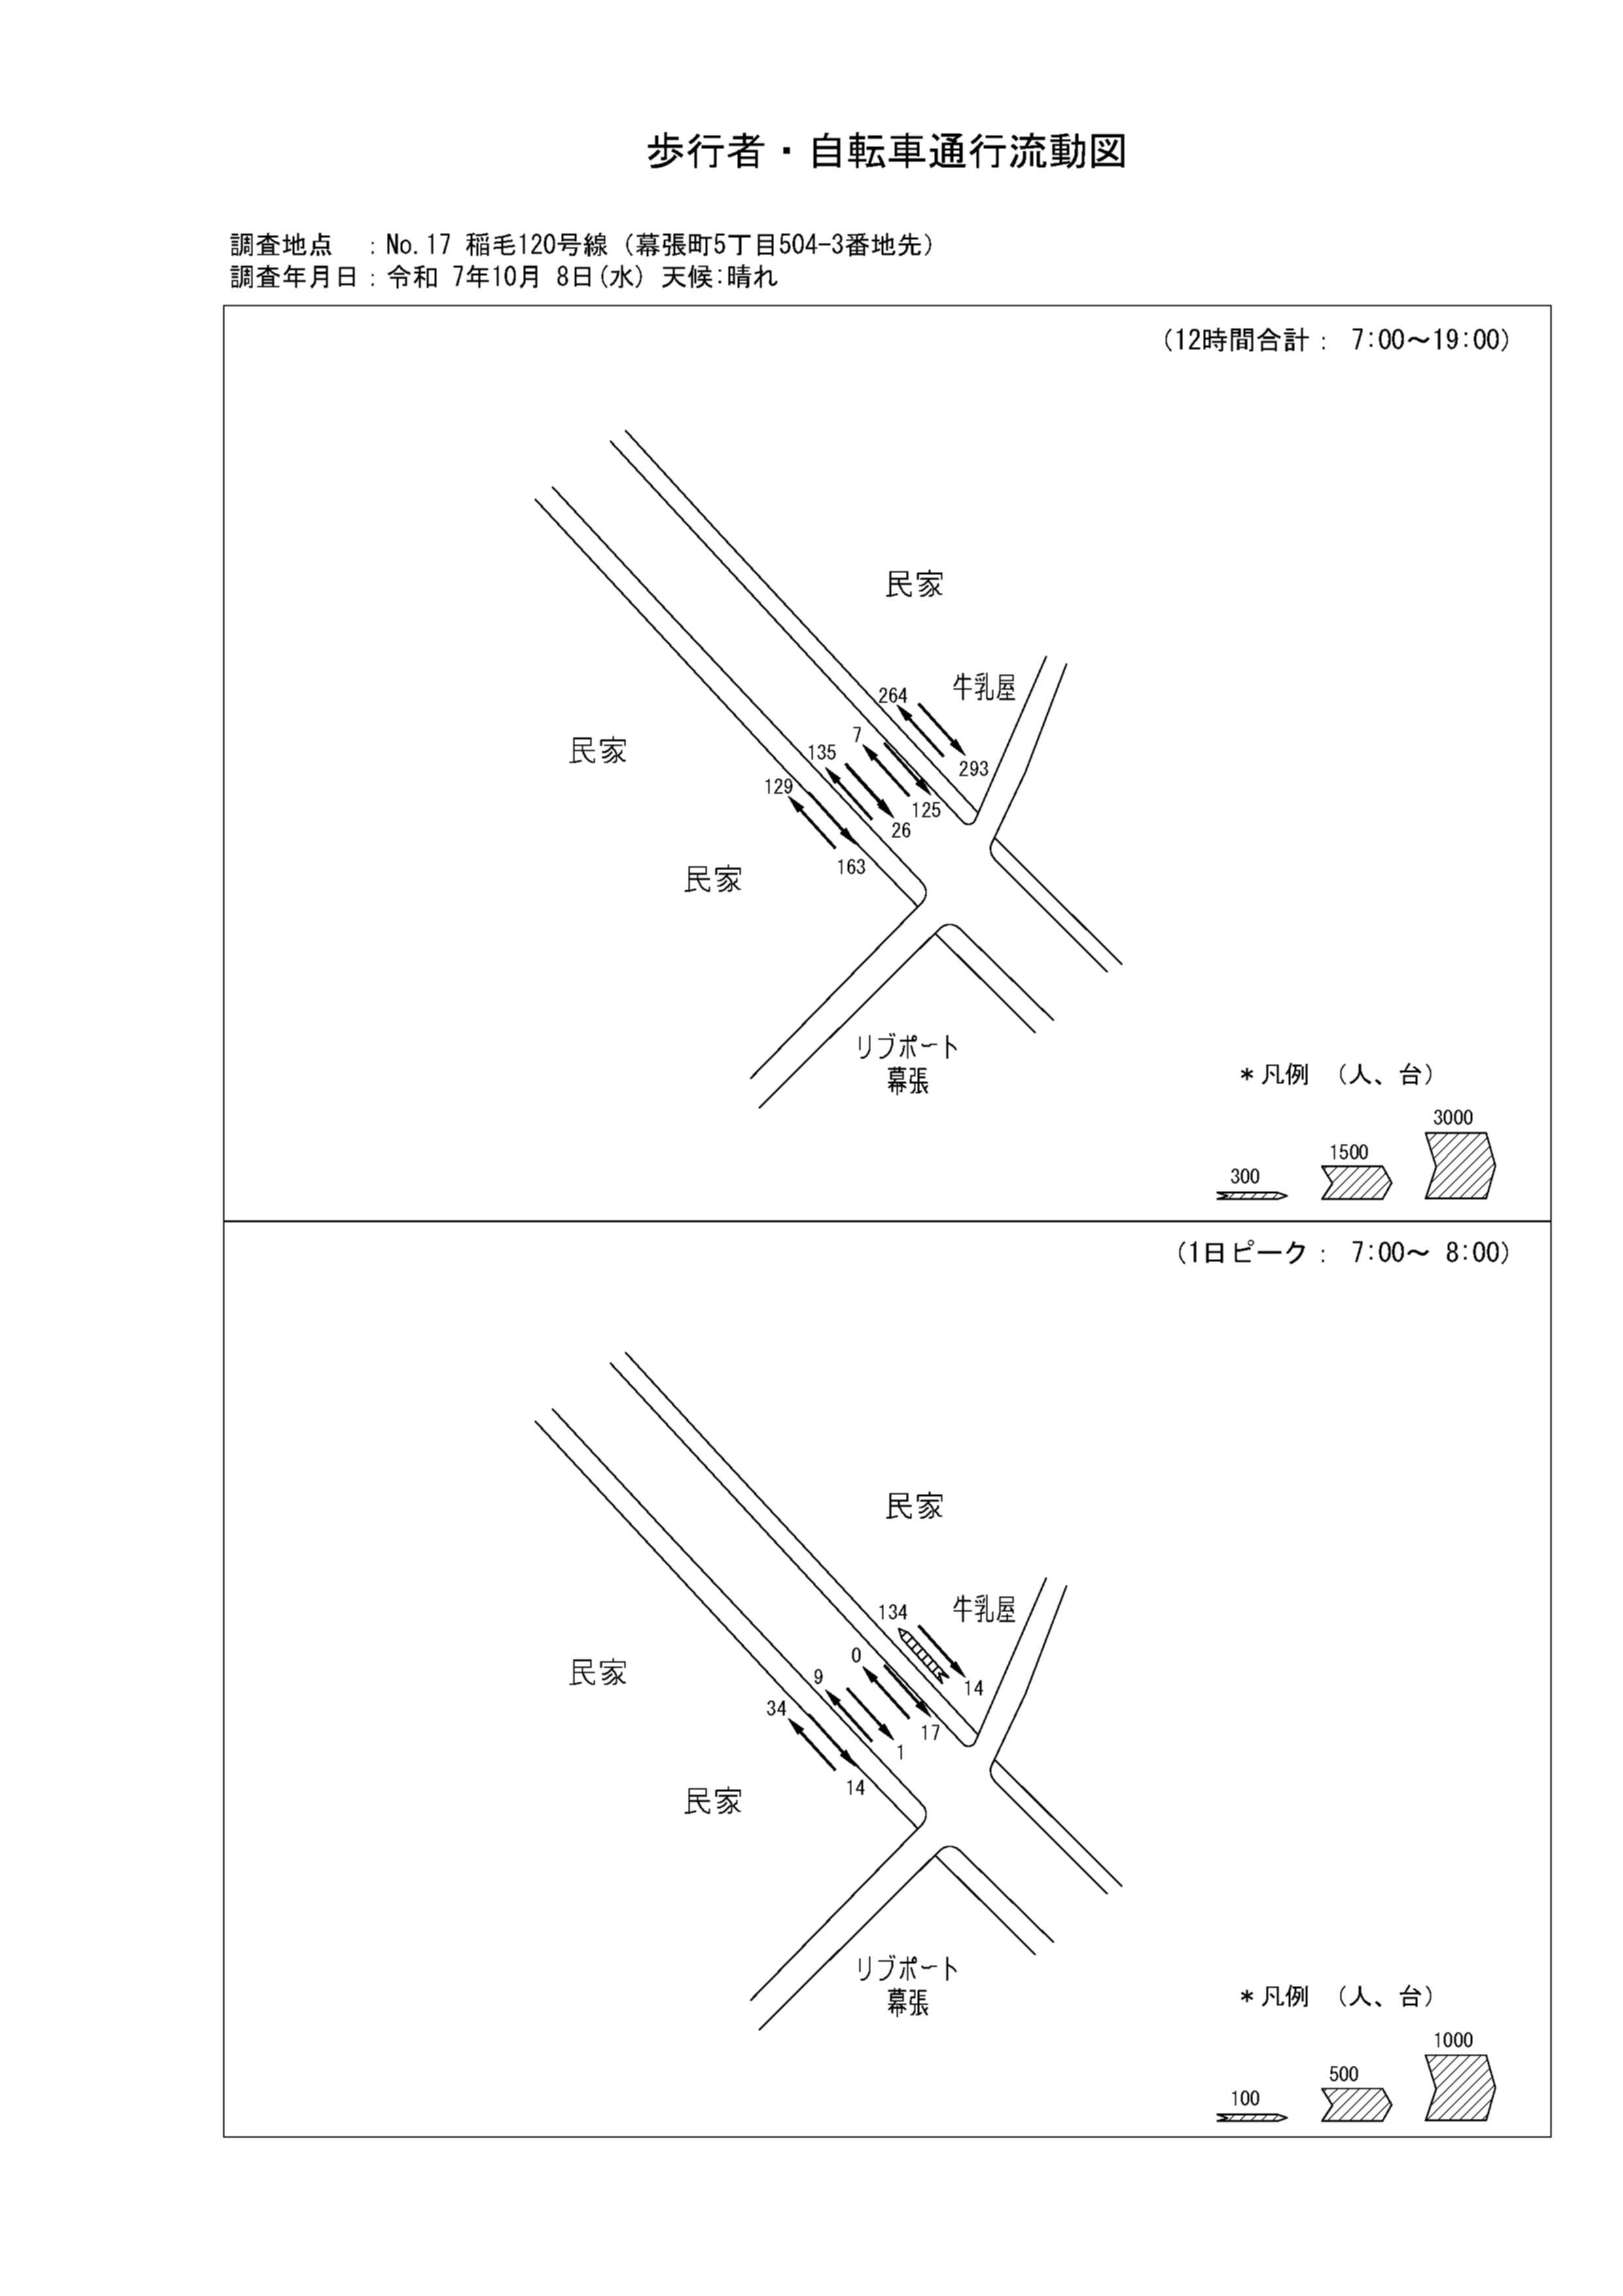 歩行者・自転車通行流動図
調査地点　：No.17 稲毛120号線（幕張町5丁目504-3番地先）
調査年月日：令和 7年10月 8日(水) 天候:晴れ
（12時間合計： 7:00～19:00）
民家
牛乳屋
264
7
民家
135
293
129
125
26
163
民家
リブポート
幕張
＊凡例 （人、台）
3000
1500
300
（1日ピーク： 7:00～ 8:00）
民家
134
牛乳屋
0
民家
9
14
34
17
1
14
民家
リブポート
幕張
＊凡例 （人、台）
1000
500
100